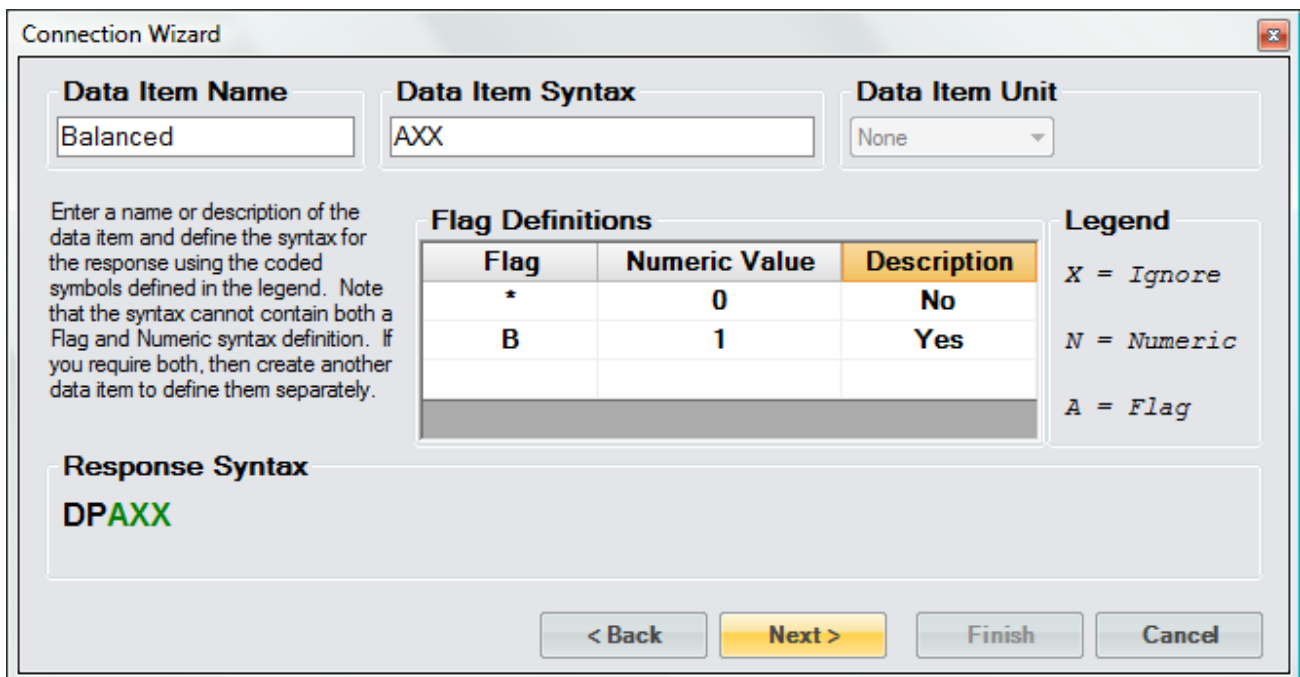 Connection Wizard
Data Item Name
Data Item Syntax
Data Item Unit
Balanced
AXX
None
Enter a name or description of the
data item and define the syntax for
the response using the coded
symbols defined in the legend. Note
that the syntax cannot contain both a
Flag and Numeric syntax definition. If
you require both, then create another
data item to define them separately.
Flag Definitions
Flag Numeric Value Description
* 0 No
B 1 Yes
Legend
X = Ignore
N = Numeric
A = Flag
Response Syntax
DPAXX
< Back
Next >
Finish
Cancel